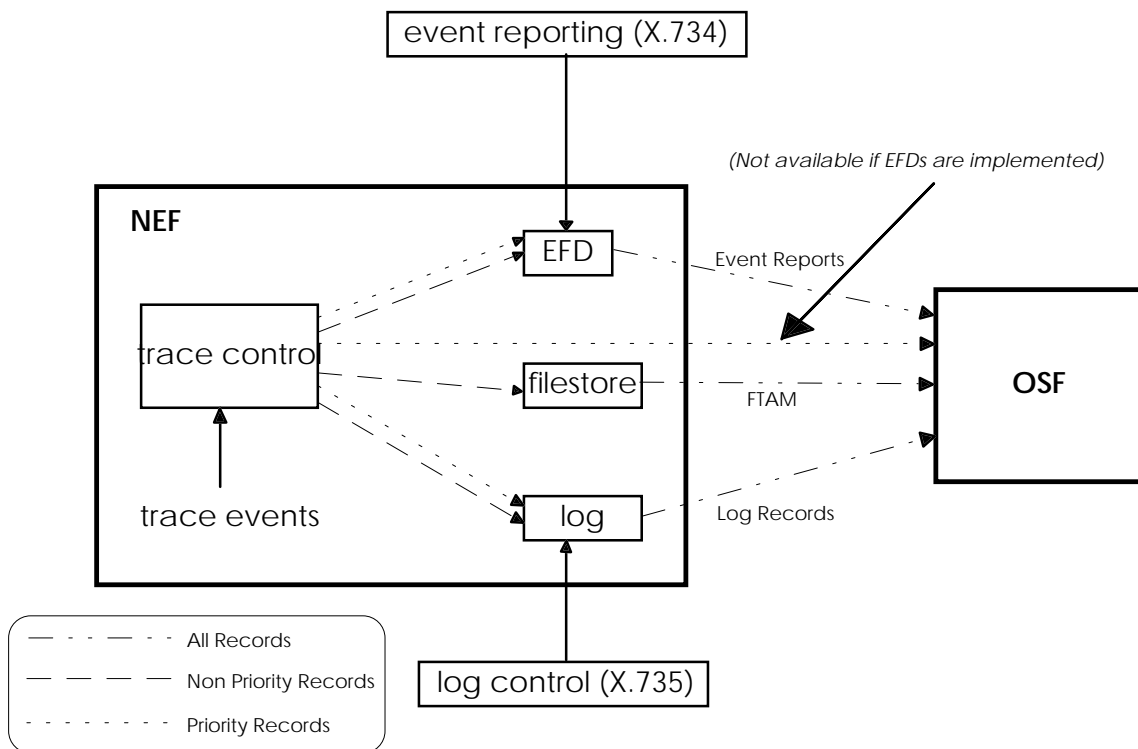 event reporting (X.734)
(Not available if EFDs are implemented)
NEF
EFD
Event Reports
trace control
filestore
FTAM
OSF
trace events
log
Log Records
All Records
Non Priority Records
Priority Records
log control (X.735)